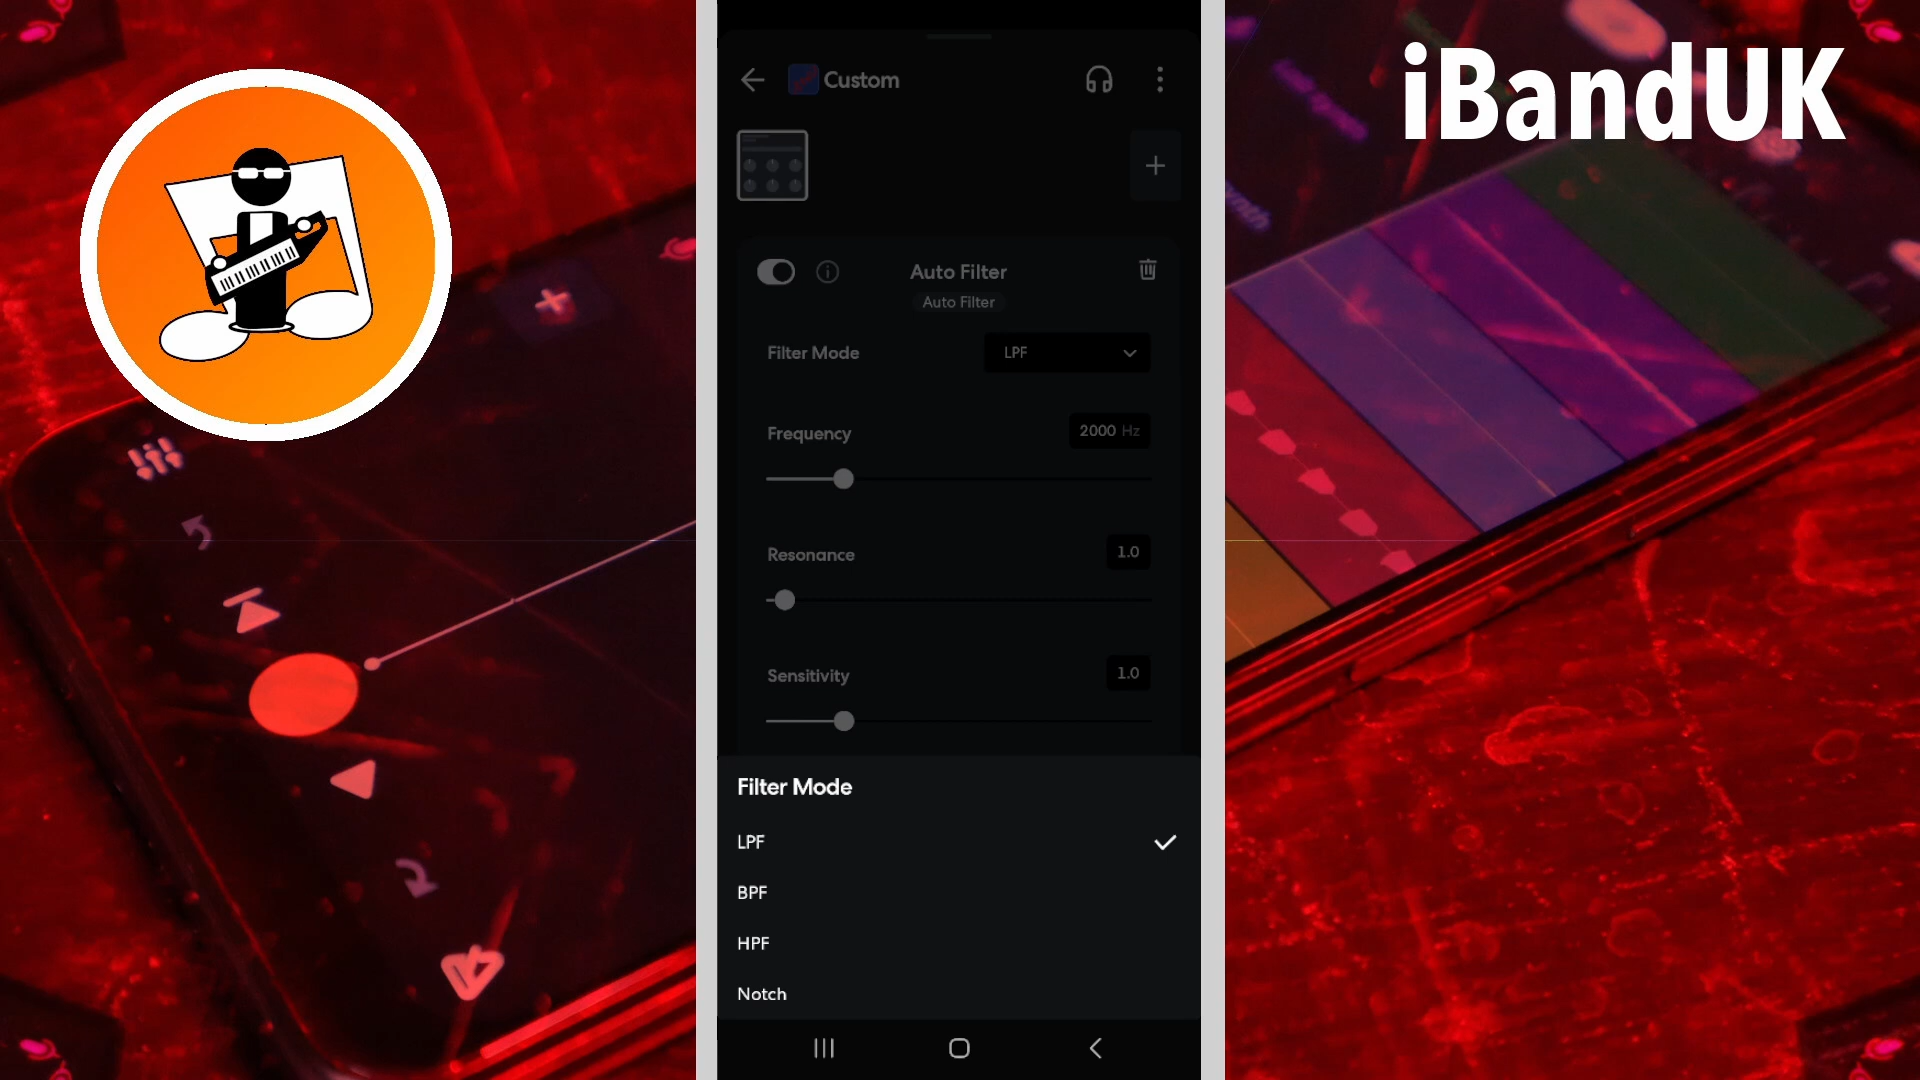 iBandUK
Custom
Auto Filter
Auto Filter
Filter Mode
LPF
Frequency
2000 Hz
Resonance
1.0
Sensitivity
1.0
Filter Mode
LPF
BPF
HPF
Notch